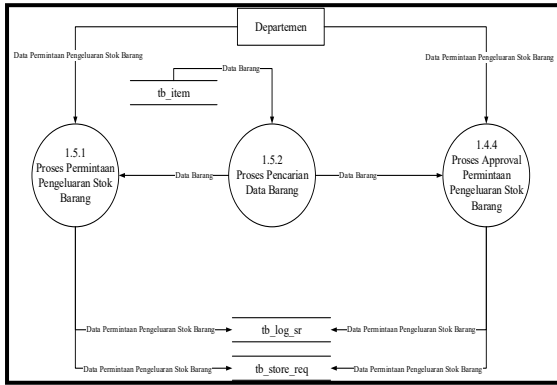 Departemen
Data Permintaan Pengeluaran Stok Barang
Data Permintaan Pengeluaran Stok Barang
Data Barang
tb_item
1.5.1
Proses Permintaan
Pengeluaran Stok
Barang
Data Barang
1.5.2
Proses Pencarian
Data Barang
Data Barang
1.4.4
Proses Approval
Permintaan
Pengeluaran Stok
Barang
Data Permintaan Pengeluaran Stok Barang
tb_log_sr
Data Permintaan Pengeluaran Stok Barang
Data Permintaan Pengeluaran Stok Barang
tb_store_req
Data Permintaan Pengeluaran Stok Barang